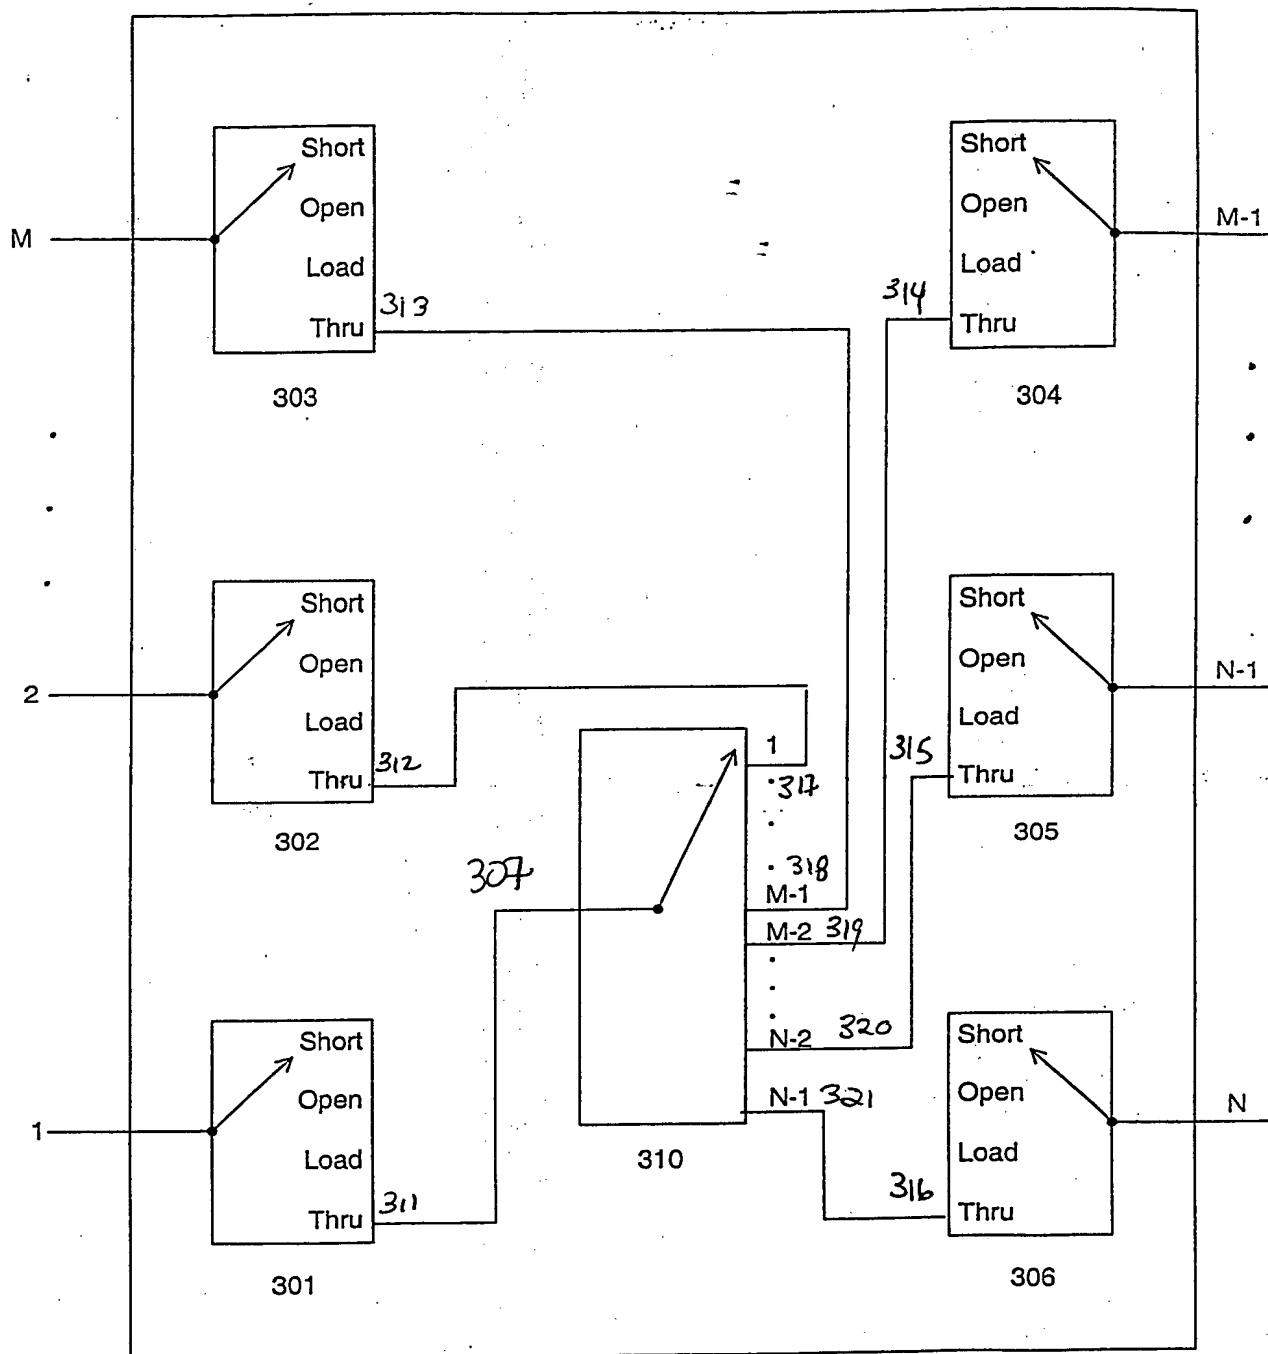 Short
Open
Load
Thru
313
303
M
Short
Open
Load
Thru
314
304
M-1
Short
Open
Load
Thru
312
302
2
Short
Open
Load
Thru
315
305
N-1
307
1
317
318
M-1
M-2 319
N-2 320
N-1 321
310
Short
Open
Load
Thru
311
301
1
Short
Open
Load
Thru
316
306
N